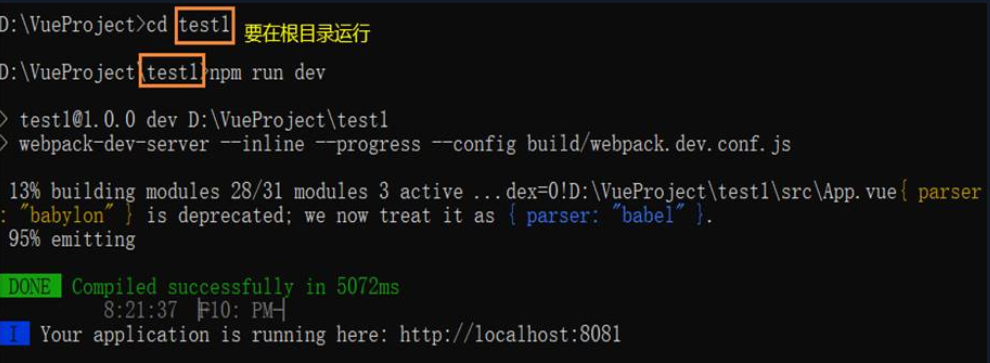 D:\VueProject>cd test1 要在根目录运行
D:\VueProject\test1>npm run dev
> test1@1.0.0 dev D:\VueProject\test1
> webpack-dev-server --inline --progress --config build/webpack.dev.conf.js
13% building modules 28/31 modules 3 active ...dex=0!D:\VueProject\test1\src\App.vue{ parser
: "babylon" } is deprecated; we now treat it as { parser: "babel" }.
95% emitting
DONE Compiled successfully in 5072ms
8:21:37 F10: PM
I Your application is running here: http://localhost:8081